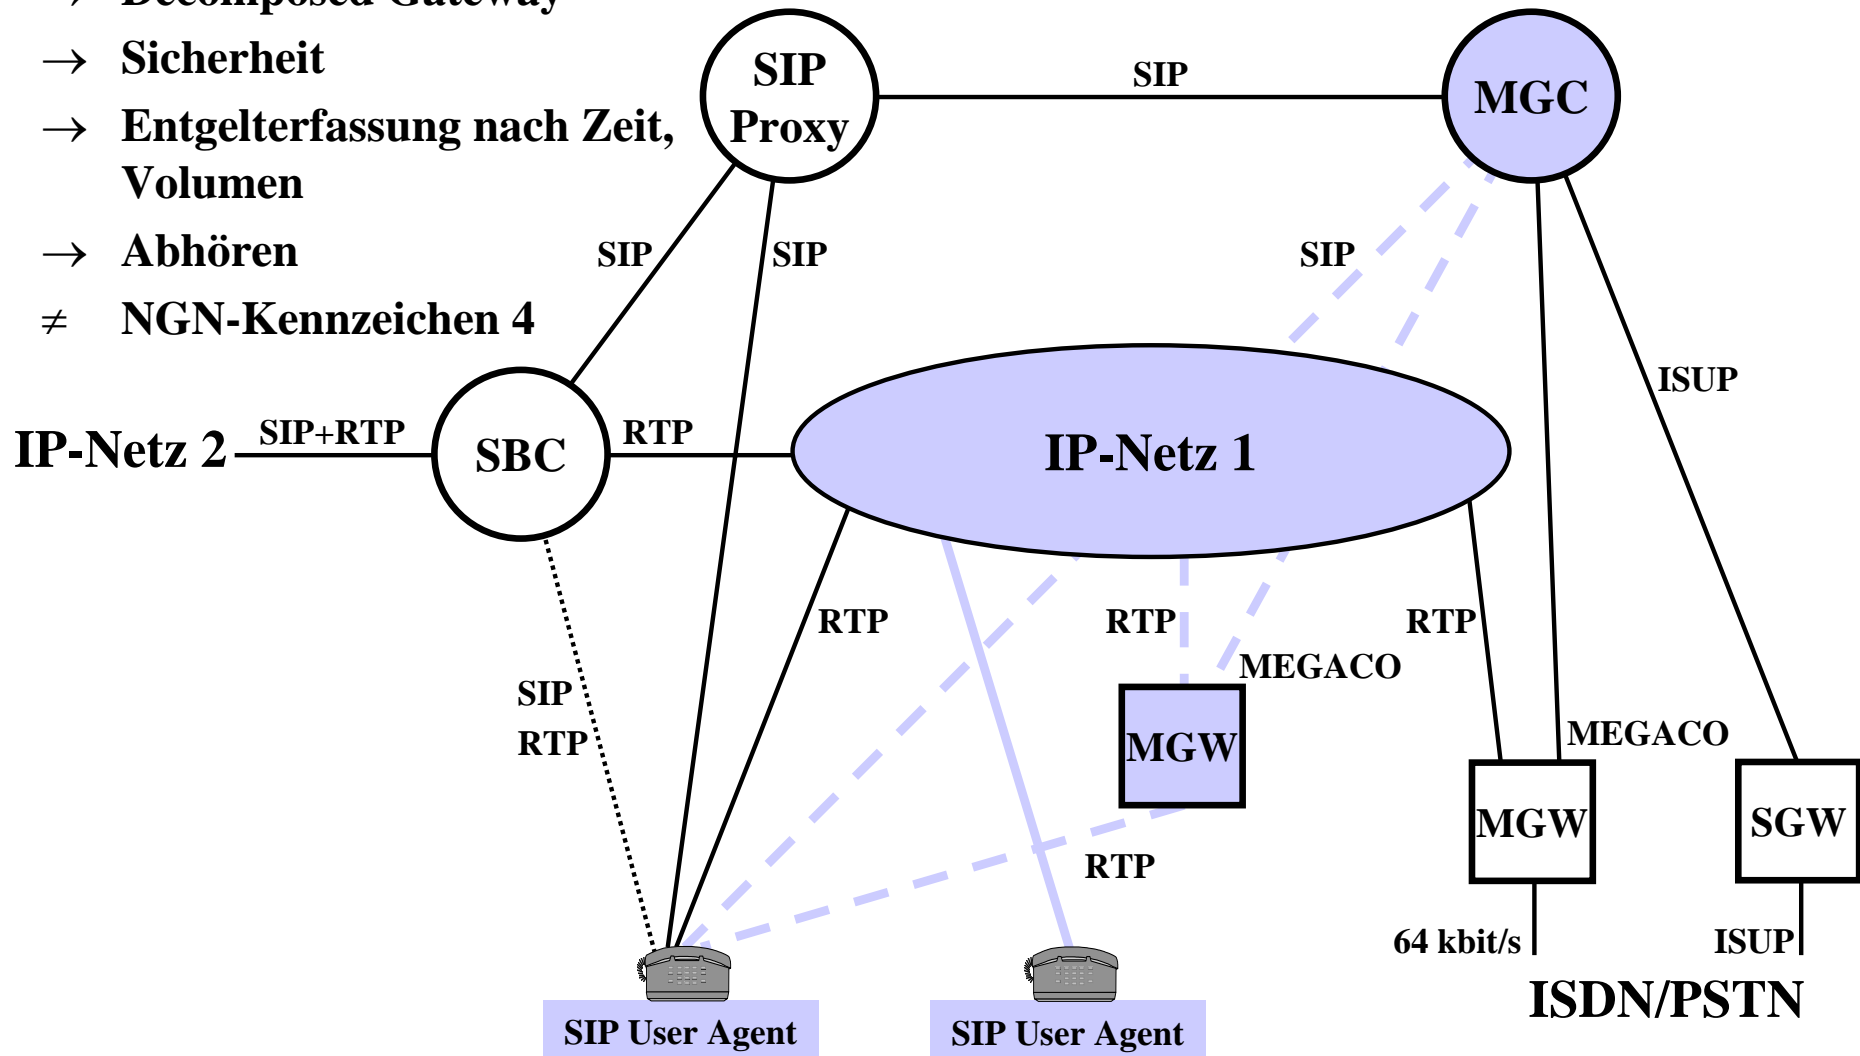 → Decomposed Gateway
→ Sicherheit
→ Entgelterfassung nach Zeit,
Volumen
→ Abhören
≠ NGN-Kennzeichen 4
SIP
Proxy
SIP
MGC
SIP
SIP
SIP
ISUP
IP-Netz 2
SIP+RTP
SBC
RTP
IP-Netz 1
RTP
RTP
RTP
MEGACO
SIP
RTP
MGW
MEGACO
MGW
SGW
RTP
64 kbit/s
ISUP
ISDN/PSTN
SIP User Agent
SIP User Agent